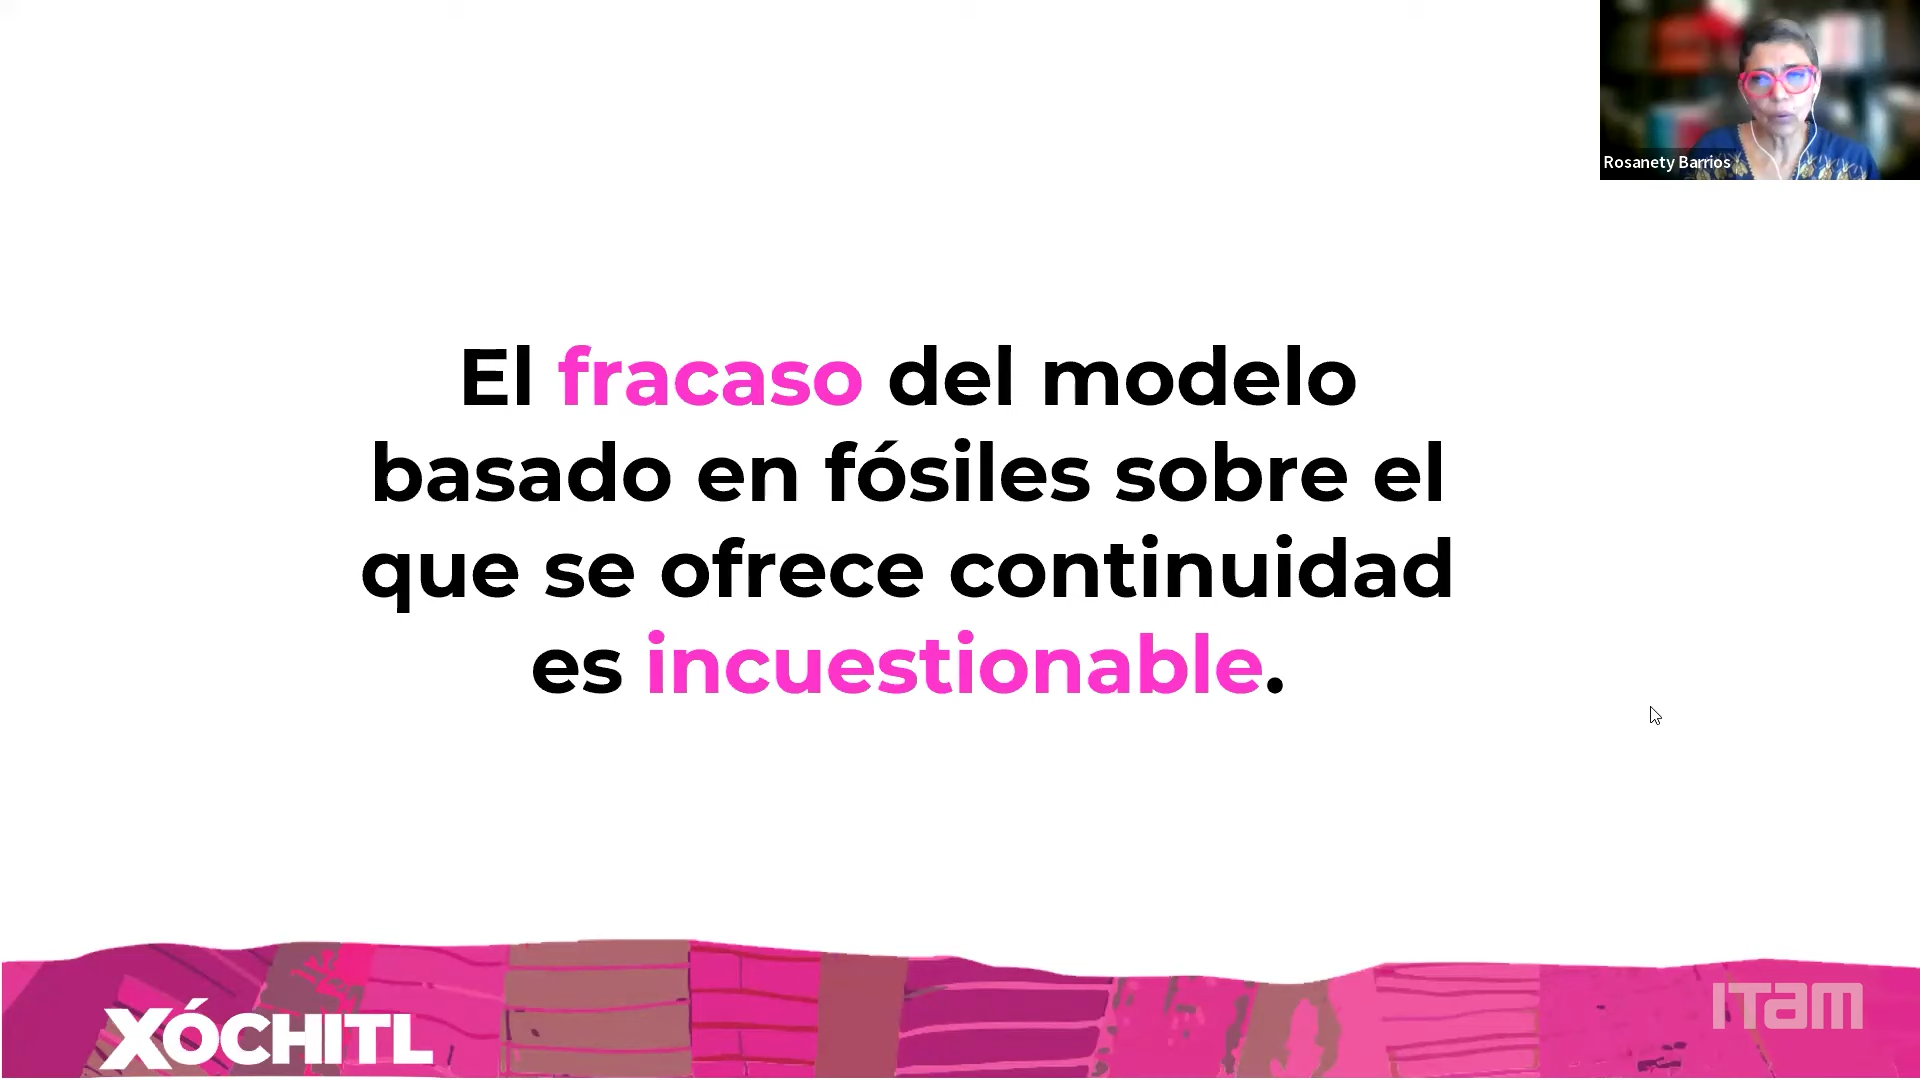 Rosanety Barrios
El fracaso del modelo
basado en fósiles sobre el
que se ofrece continuidad
es incuestionable.
XÓCHITL
ITAM